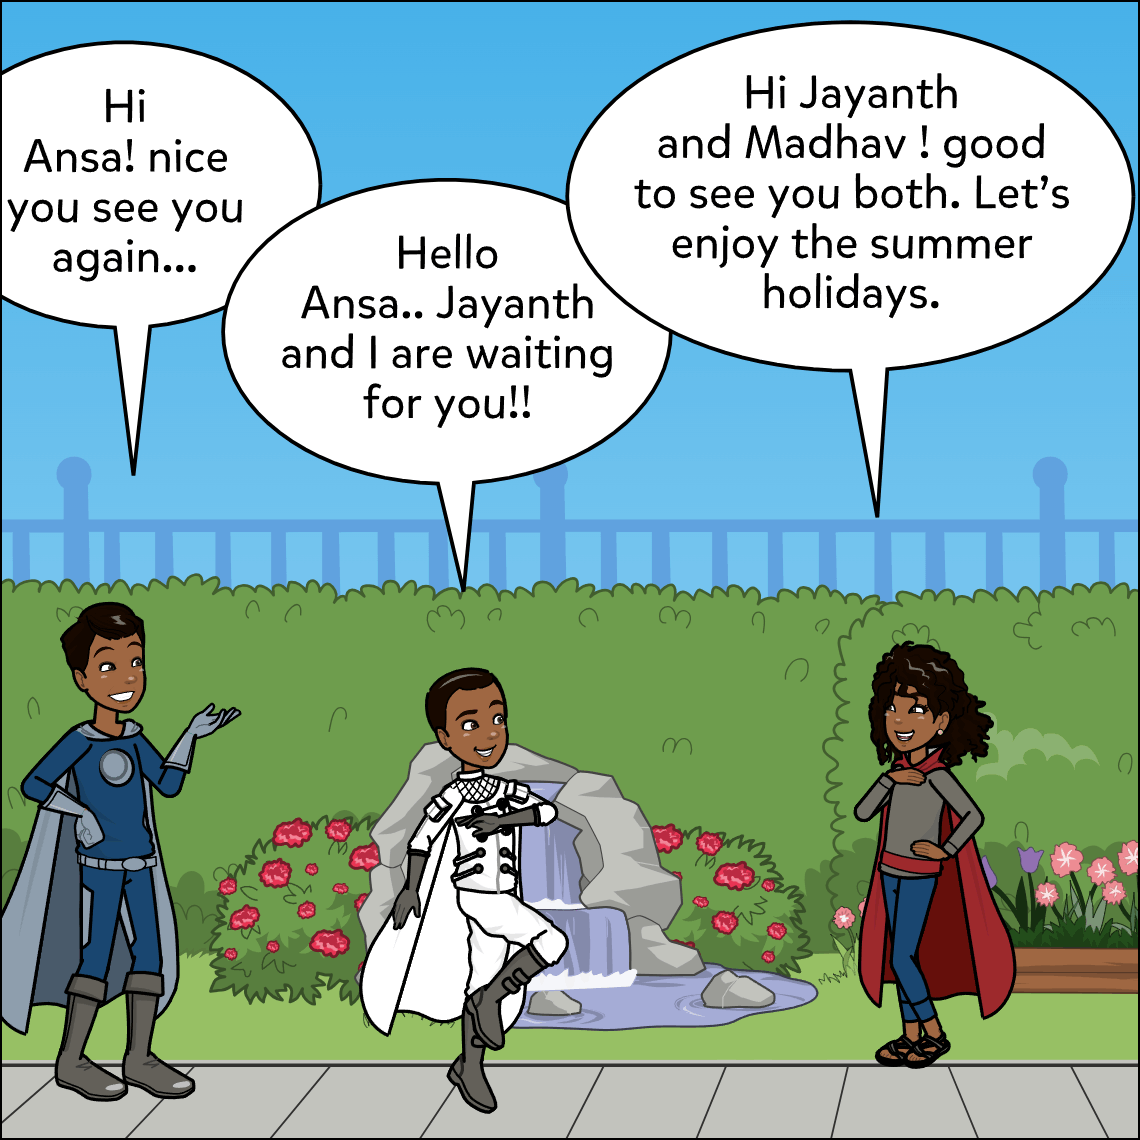 Hi
Ansa! nice
you see you
again...
Hello
Ansa.. Jayanth
and I are waiting
for you!!
Hi Jayanth
and Madhav ! good
to see you both. Let's
enjoy the summer
holidays.